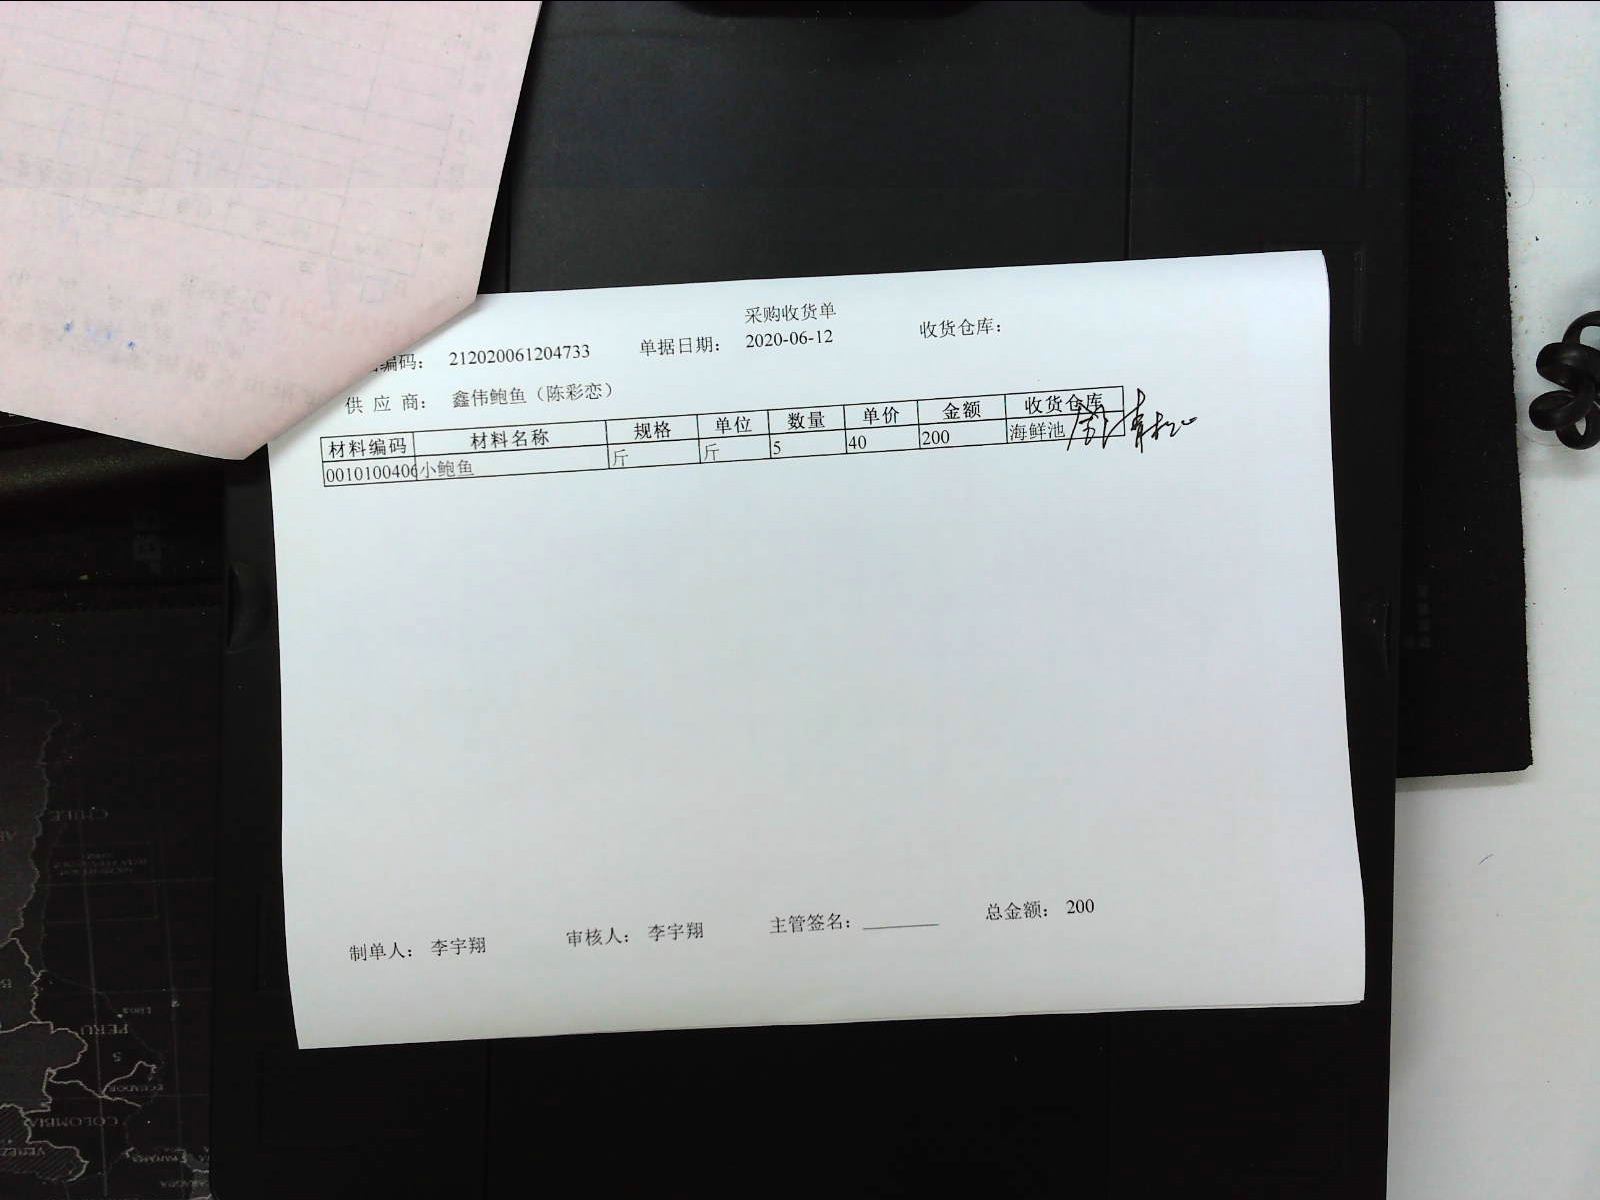 采购收货单
编码: 212020061204733 单据日期: 2020-06-12 收货仓库:
供 应 商: 鑫伟鲍鱼（陈彩恋）
材料编码 材料名称 规格 单位 数量 单价 金额 收货仓库
0010100406 小鲍鱼 斤 斤 5 40 200 海鲜池
制单人: 李宇翔 审核人: 李宇翔 主管签名: 总金额: 200
CHILE
PERU
ECUADOR
COLOMBIA